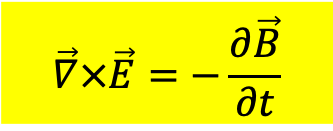 ∇⃗×E⃗ = − ∂B⃗/∂t